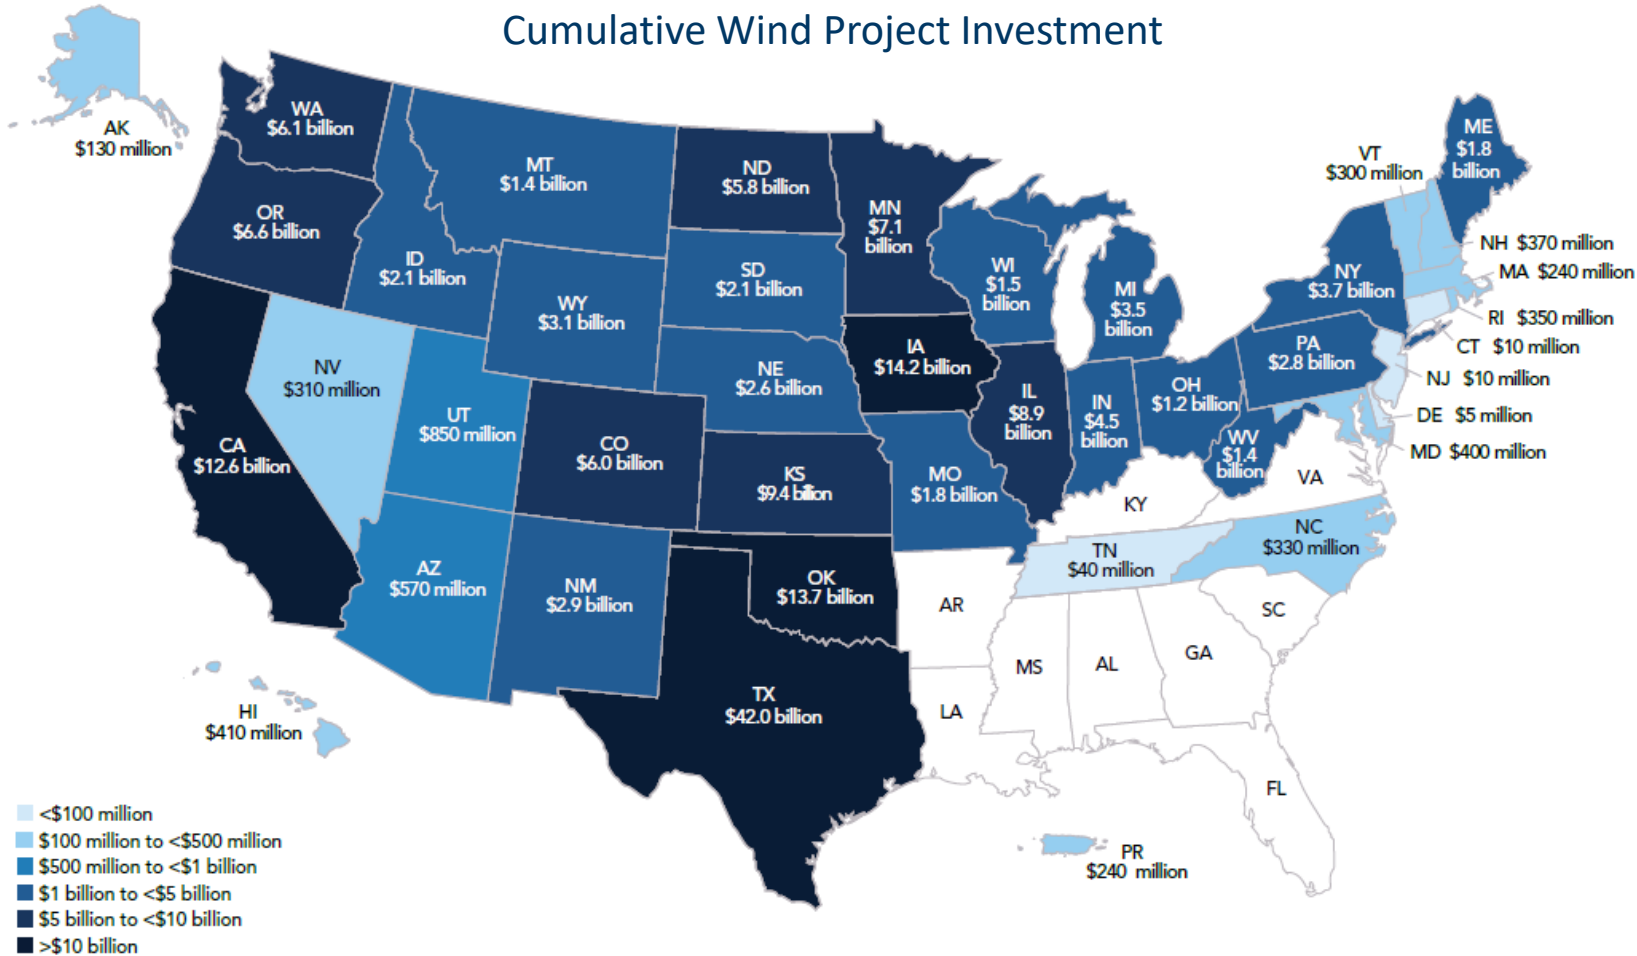 Cumulative Wind Project Investment
AK
$130 million
WA
$6.1 billion
OR
$6.6 billion
MT
$1.4 billion
ID
$2.1 billion
WY
$3.1 billion
ND
$5.8 billion
SD
$2.1 billion
NE
$2.6 billion
MN
$7.1
billion
WI
$1.5
billion
MI
$3.5
billion
IA
$14.2 billion
IL
$8.9
billion
IN
$4.5
billion
OH
$1.2 billion
PA
$2.8 billion
NY
$3.7 billion
VT
$300 million
ME
$1.8
billion
NH $370 million
MA $240 million
RI $350 million
CT $10 million
NJ $10 million
DE $5 million
MD $400 million
WV
$1.4
billion
VA
KY
NV
$310 million
UT
$850 million
CA
$12.6 billion
CO
$6.0 billion
KS
$9.4 billion
MO
$1.8 billion
AZ
$570 million
NM
$2.9 billion
OK
$13.7 billion
TX
$42.0 billion
TN
$40 million
NC
$330 million
AR
SC
MS
AL
GA
LA
FL
HI
$410 million
PR
$240 million
<$100 million
$100 million to <$500 million
$500 million to <$1 billion
$1 billion to <$5 billion
$5 billion to <$10 billion
>$10 billion